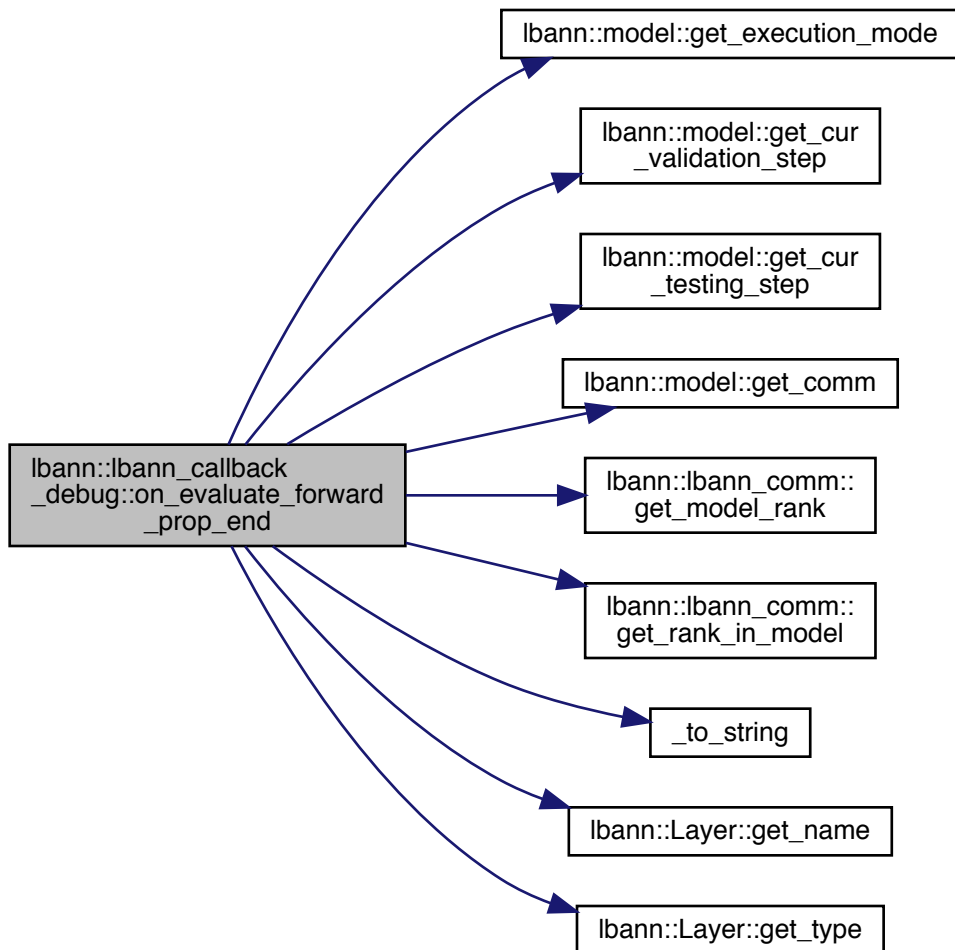 lbann::model::get_execution_mode
lbann::model::get_cur
_validation_step
lbann::model::get_cur
_testing_step
lbann::model::get_comm
lbann::lbann_callback
_debug::on_evaluate_forward
_prop_end
lbann::lbann_comm::
get_model_rank
lbann::lbann_comm::
get_rank_in_model
_to_string
lbann::Layer::get_name
lbann::Layer::get_type